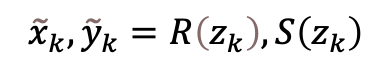 x̃ₖ, ỹₖ = R(zₖ), S(zₖ)